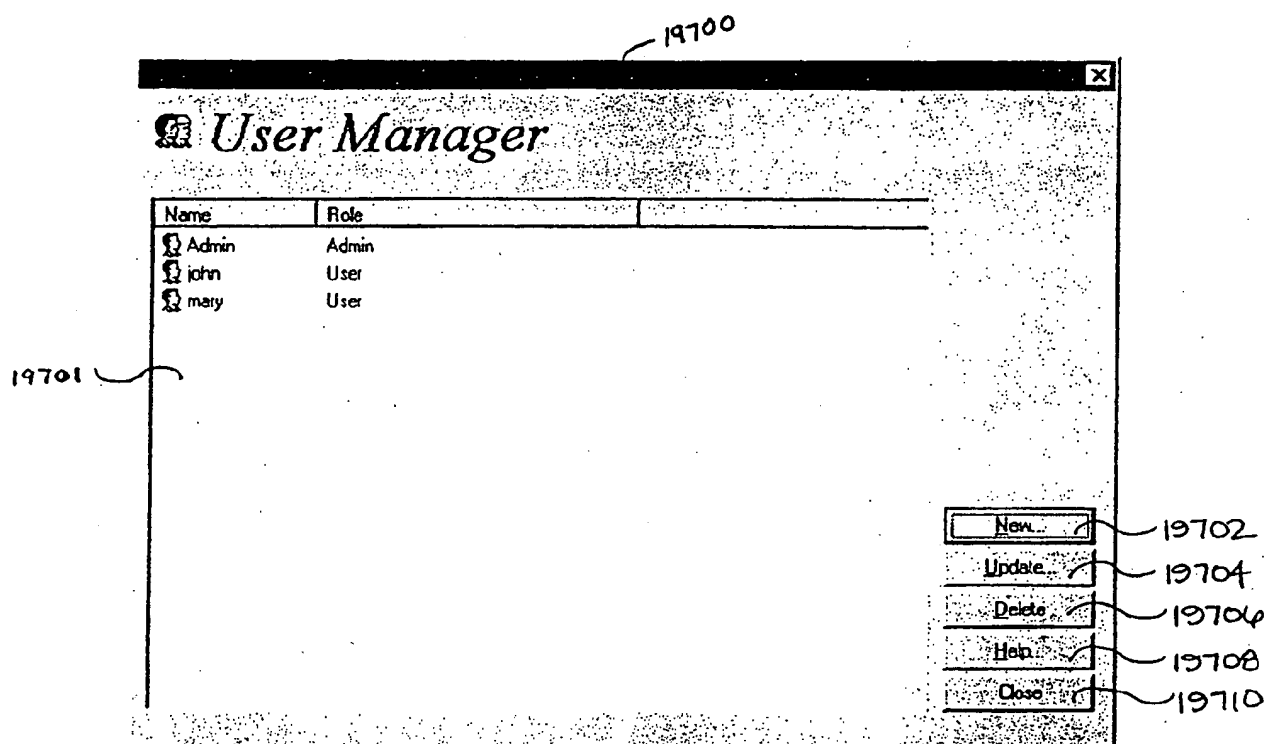 19700
User Manager
Name Role
Admin Admin
john User
mary User
19701
New... 19702
Update... 19704
Delete... 19706
Help... 19708
Close 19710